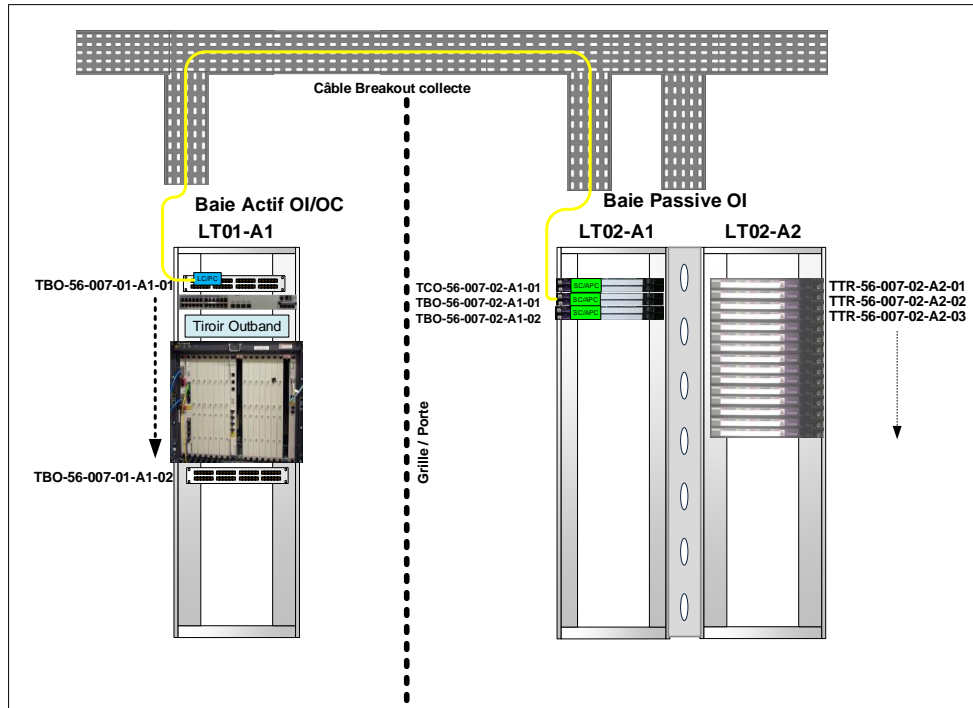 Câble Breakout collecte
Baie Actif OI/OC
LT01-A1
Baie Passive OI
LT02-A1
LT02-A2
LC/PC
TBO-56-007-01-A1-01
Tiroir Outband
TBO-56-007-01-A1-02
Grille / Porte
TCO-56-007-02-A1-01
TBO-56-007-02-A1-01
TBO-56-007-02-A1-02
SC/APC
SC/APC
SC/APC
TTR-56-007-02-A2-01
TTR-56-007-02-A2-02
TTR-56-007-02-A2-03